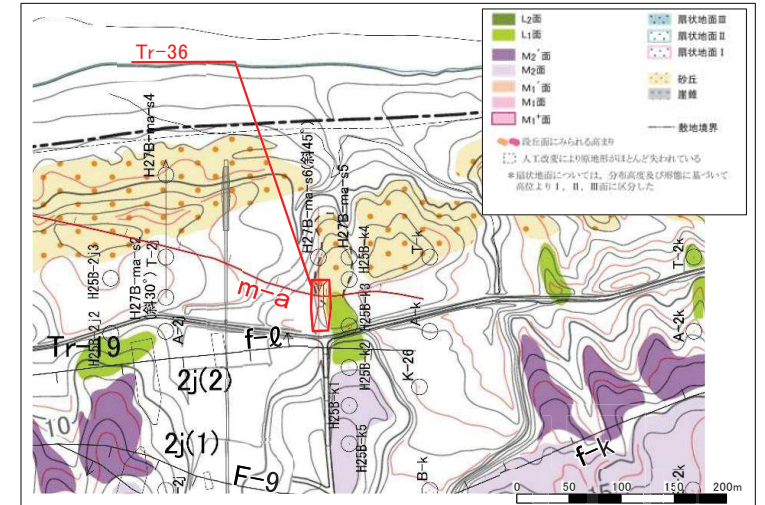 Tr-36
L₂面
L₁面
M₂'面
M₂面
M₁'面
M₁面
M₁⁺面
扇状地面Ⅲ
扇状地面Ⅱ
扇状地面Ⅰ
砂丘
崖錐
敷地境界
段丘面にみられる高まり
人工改変により原地形がほとんど失われている
*扇状地面については,分布高度及び形態に基づいて
高位よりⅠ,Ⅱ,Ⅲ面に区分した
H27B-ma-s4
H27B-ma-s6(斜45°)
H27B-ma-s5
H25B-k4
T-k
H25B-2j3
H27B-ma-s2
(斜30°)
T-2j
m-a
H25B-k3
A-k
T-2k
H25B-2j2
A-2j
Tr-19
f-ℓ
H25B-k2
A-2k
2j(2)
K-26
H25B-k1
10
2j(1)
H25B-k5
f-k
F-9
B-k
15
0 50 100 150 200m